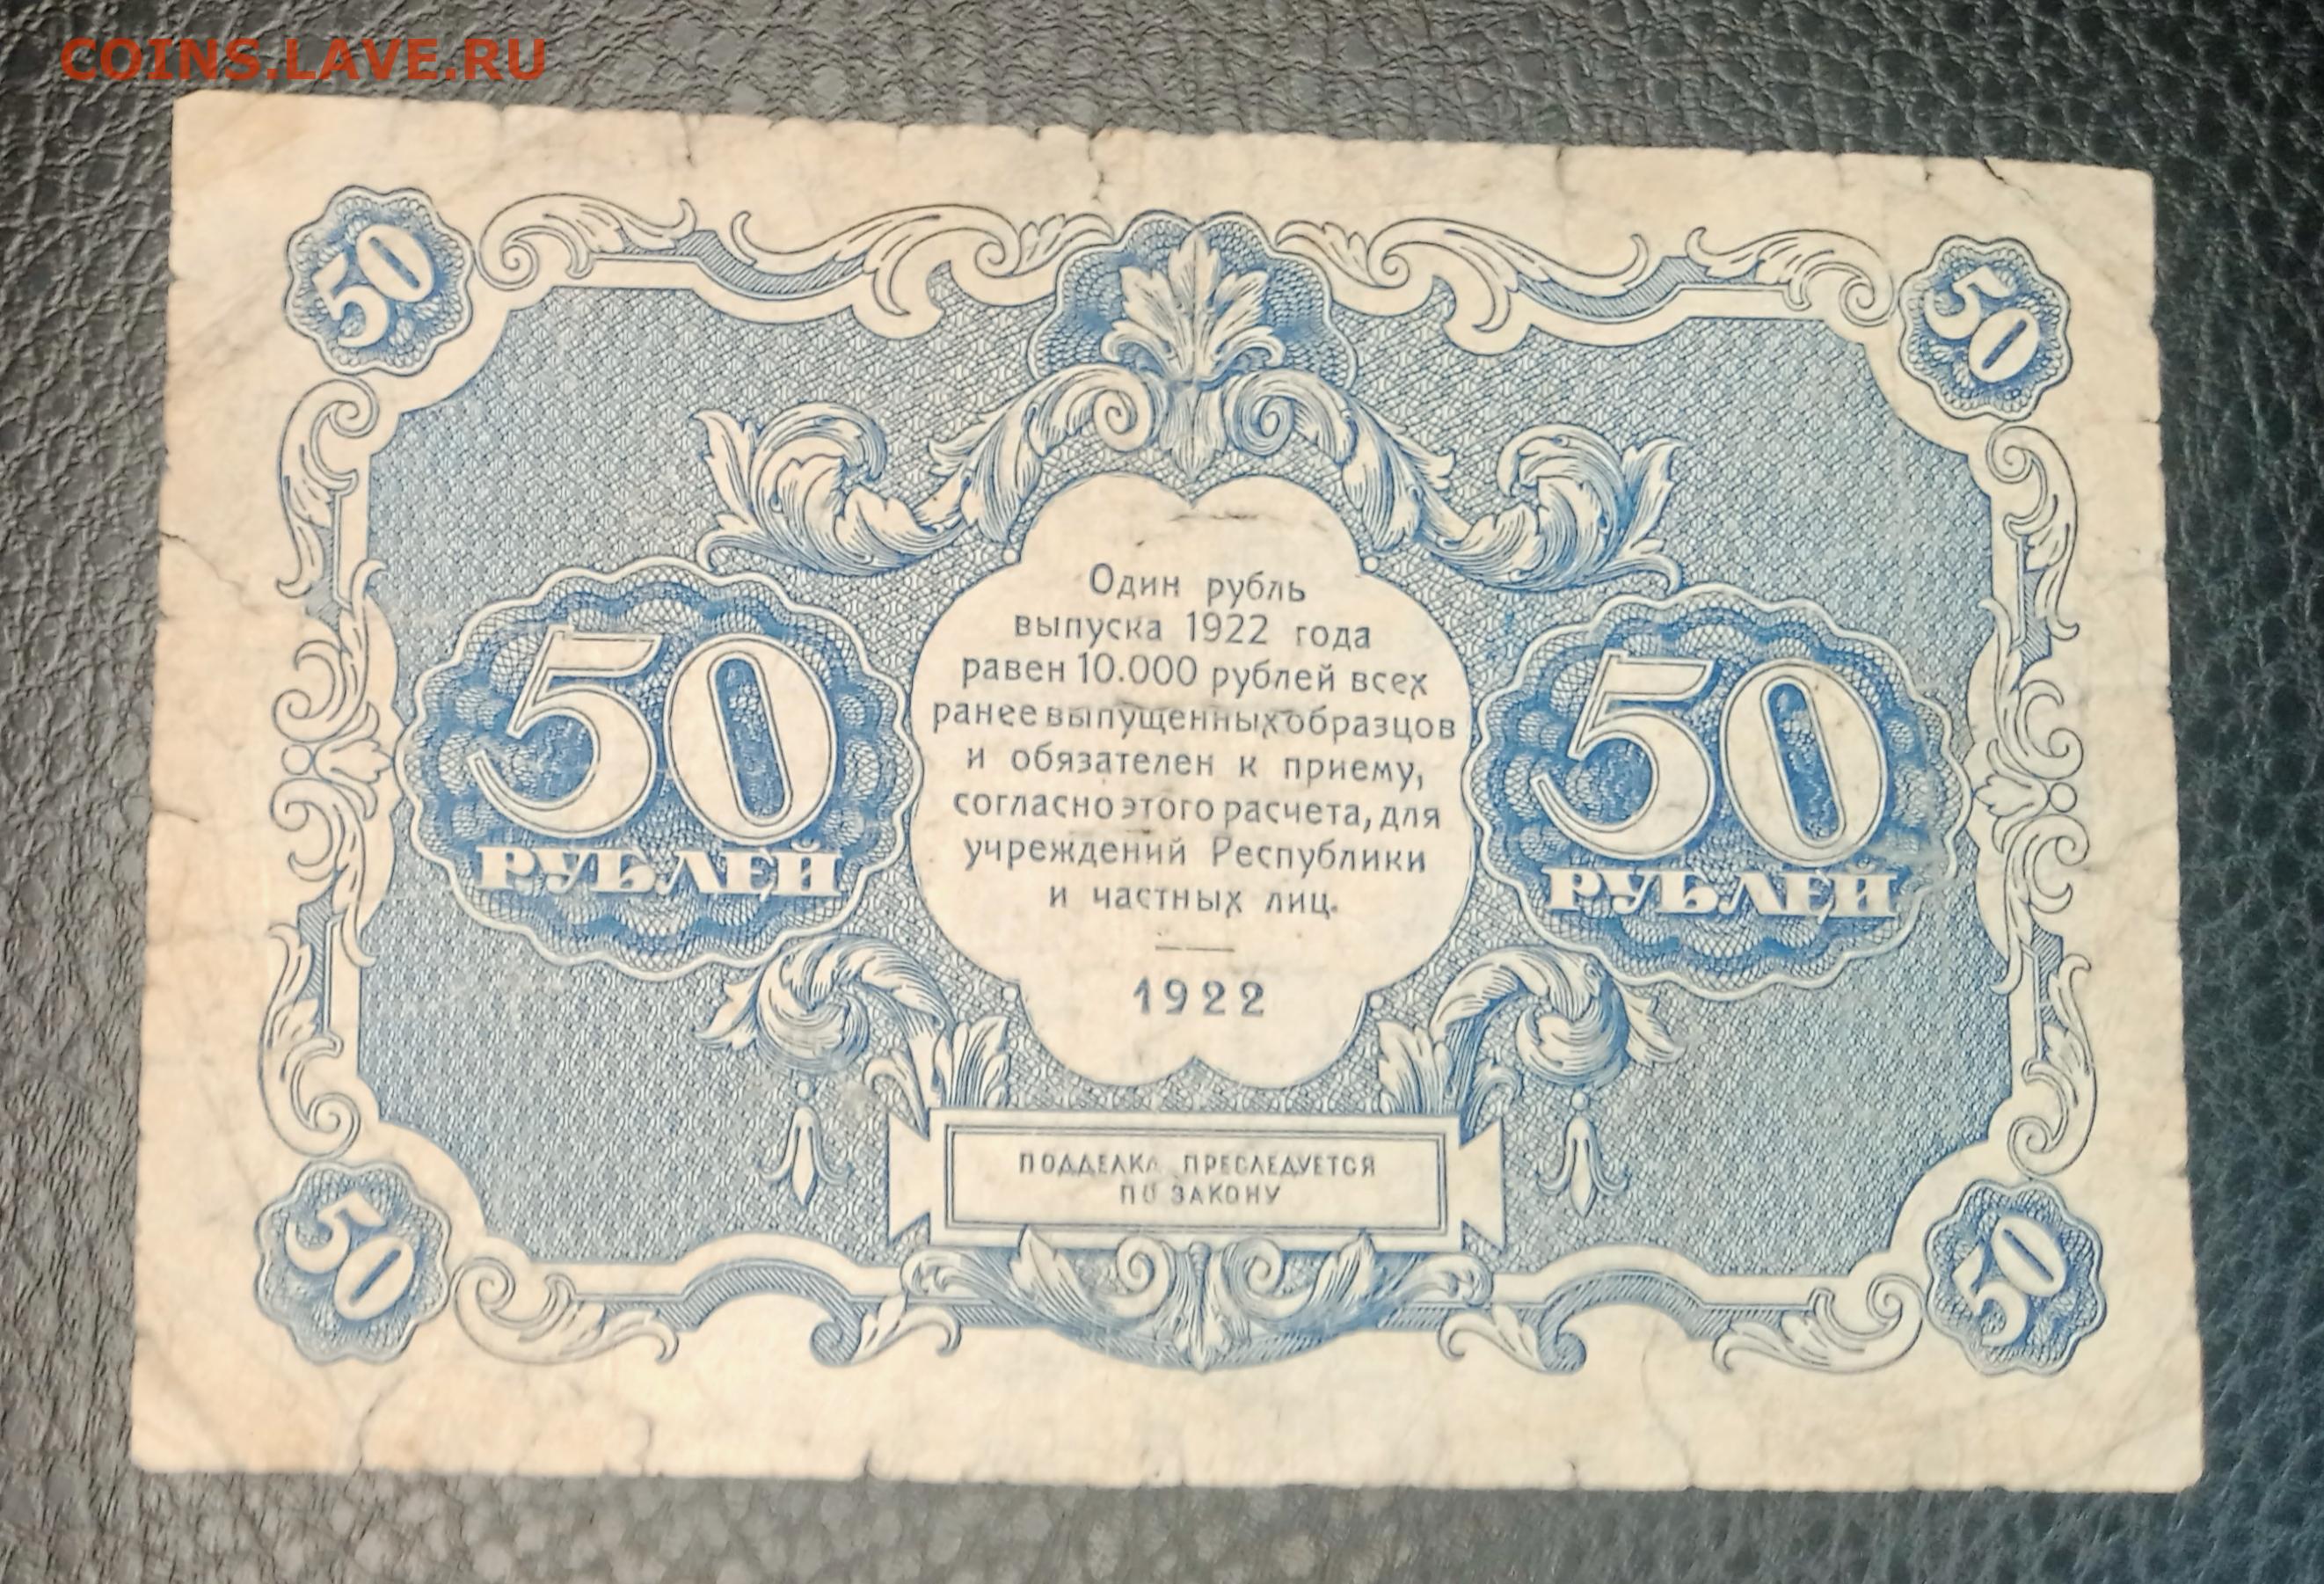 COINS.LAVE.RU
50
50
Один рубль
выпуска 1922 года
равен 10.000 рублей всех
ранее выпущенных образцов
и обязателен к приему,
согласно этого расчета, для
учреждений Республики
и частных лиц.
1922
50
РУБЛЕЙ
50
РУБЛЕЙ
ПОДДЕЛКА ПРЕСЛЕДУЕТСЯ
ПО ЗАКОНУ
50
50